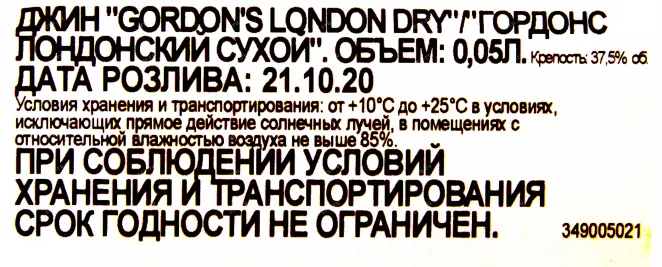 ДЖИН "GORDON'S LONDON DRY"/"ГОРДОНС
ЛОНДОНСКИЙ СУХОЙ". ОБЪЕМ: 0,05Л. Крепость: 37,5% об.
ДАТА РОЗЛИВА: 21.10.20
Условия хранения и транспортирования: от +10°С до +25°С в условиях,
исключающих прямое действие солнечных лучей, в помещениях с
относительной влажностью воздуха не выше 85%.
ПРИ СОБЛЮДЕНИИ УСЛОВИЙ
ХРАНЕНИЯ И ТРАНСПОРТИРОВАНИЯ
СРОК ГОДНОСТИ НЕ ОГРАНИЧЕН. 349005021